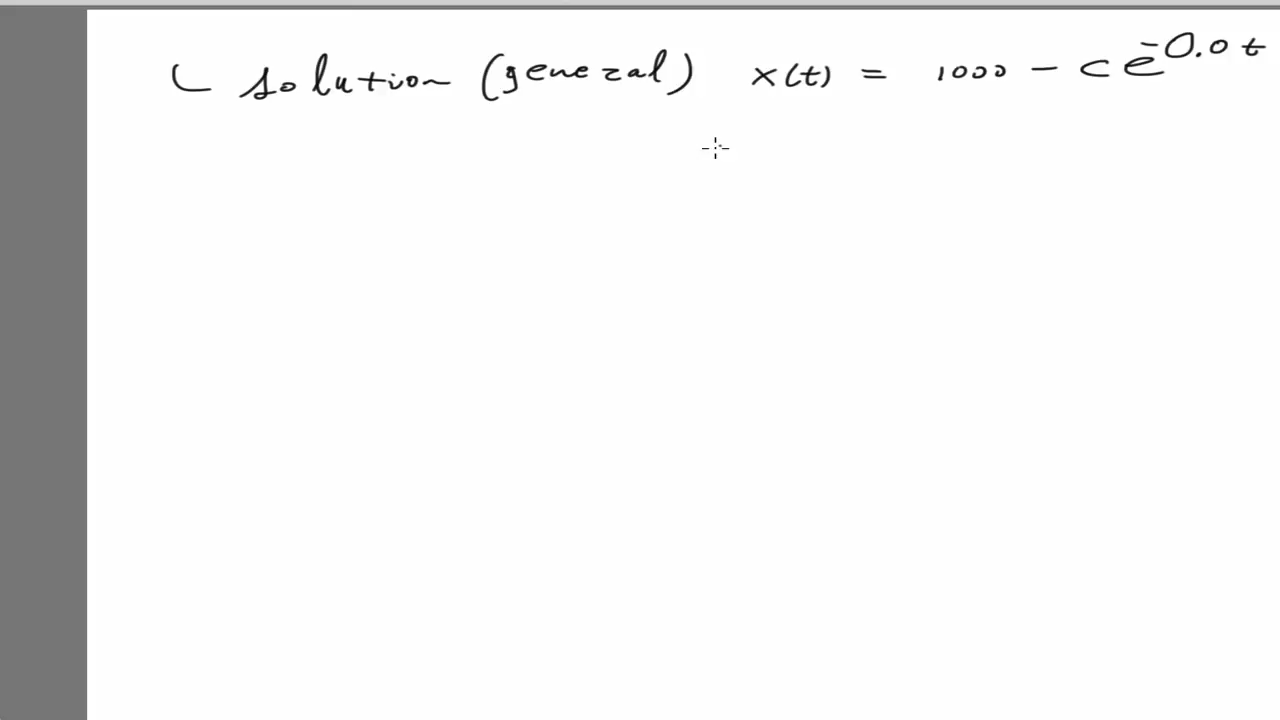 solution (general) x(t) = 1000 - ce^-0.0t